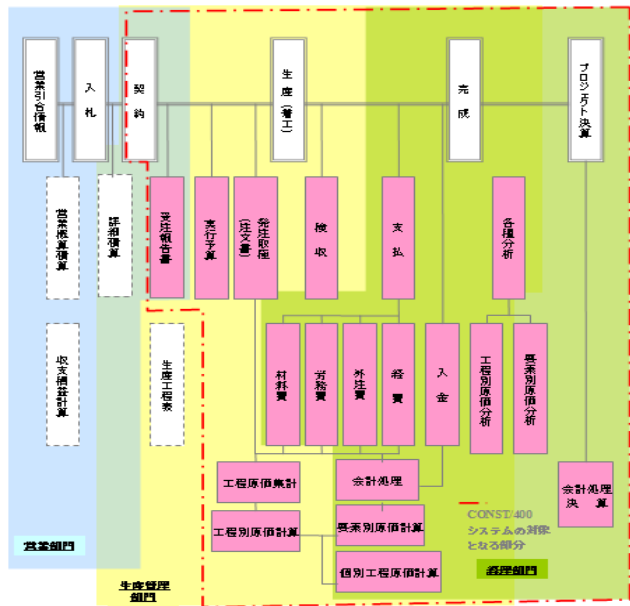 営業引合情報
入札
契約
生産(着工)
完成
プロジェクト決算
営業概算積算
詳細積算
受注報告書
実行予算
発注取極
(注文書)
検収
支払
各種分析
収支損益計算
生産工程表
材料費
労務費
外注費
経費
入金
工程別原価分析
要素別原価分析
工程原価集計
会計処理
工程別原価計算
要素別原価計算
個別工程原価計算
会計処理
決算
CONST/400
システムの対象
となる部分
営業部門
生産管理
部門
経理部門